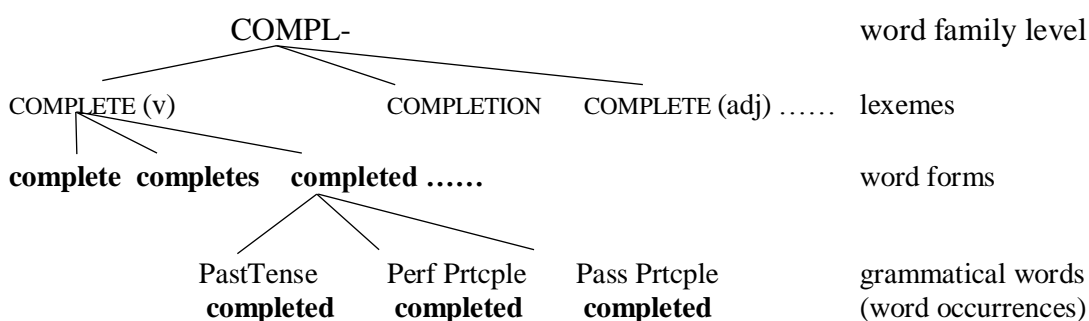 COMPL- word family level
COMPLETE (v) COMPLETION COMPLETE (adj) …… lexemes
complete completes completed …… word forms
PastTense Perf Prtcple Pass Prtcple grammatical words
completed completed completed (word occurrences)